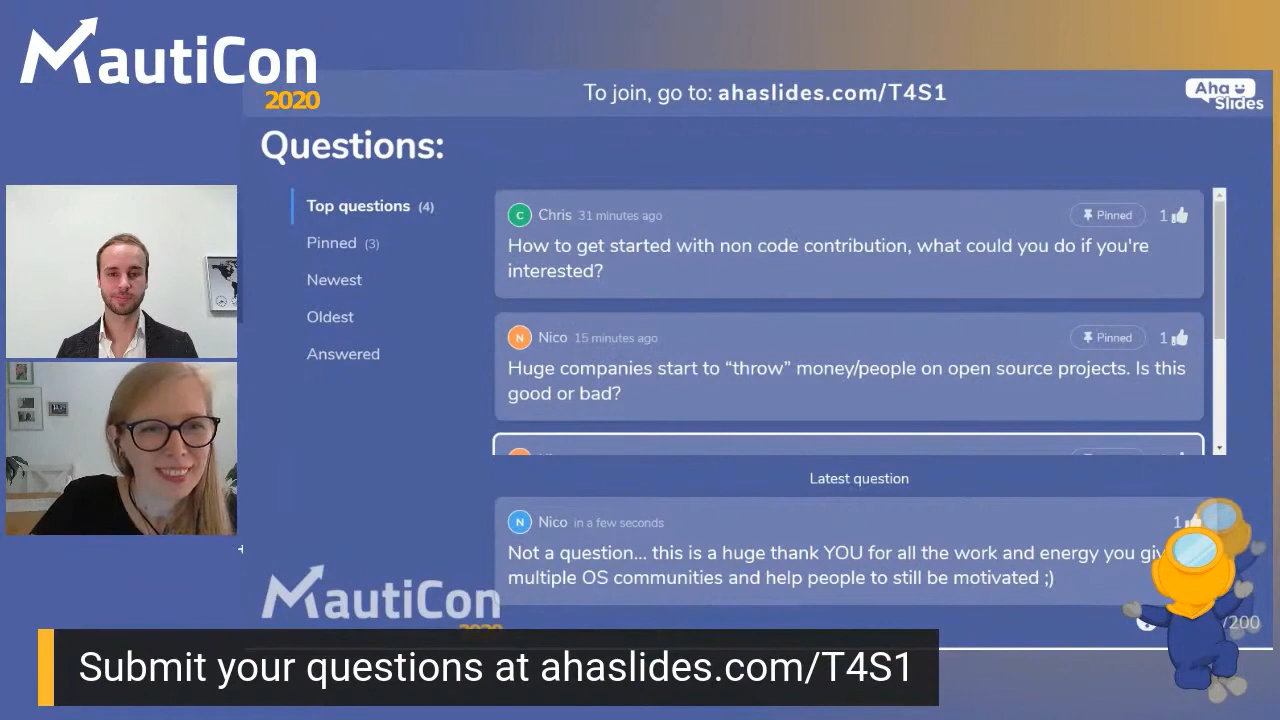 MautiCon
2020
To join, go to: ahaslides.com/T4S1
Aha
Slides
Questions:
Top questions (4)
Pinned (3)
Newest
Oldest
Answered
C Chris 31 minutes ago
Pinned 1
How to get started with non code contribution, what could you do if you're
interested?
N Nico 15 minutes ago
Pinned 1
Huge companies start to “throw” money/people on open source projects. Is this
good or bad?
Latest question
N Nico in a few seconds
1
Not a question... this is a huge thank YOU for all the work and energy you
multiple OS communities and help people to still be motivated ;)
MautiCon
/200
Submit your questions at ahaslides.com/T4S1